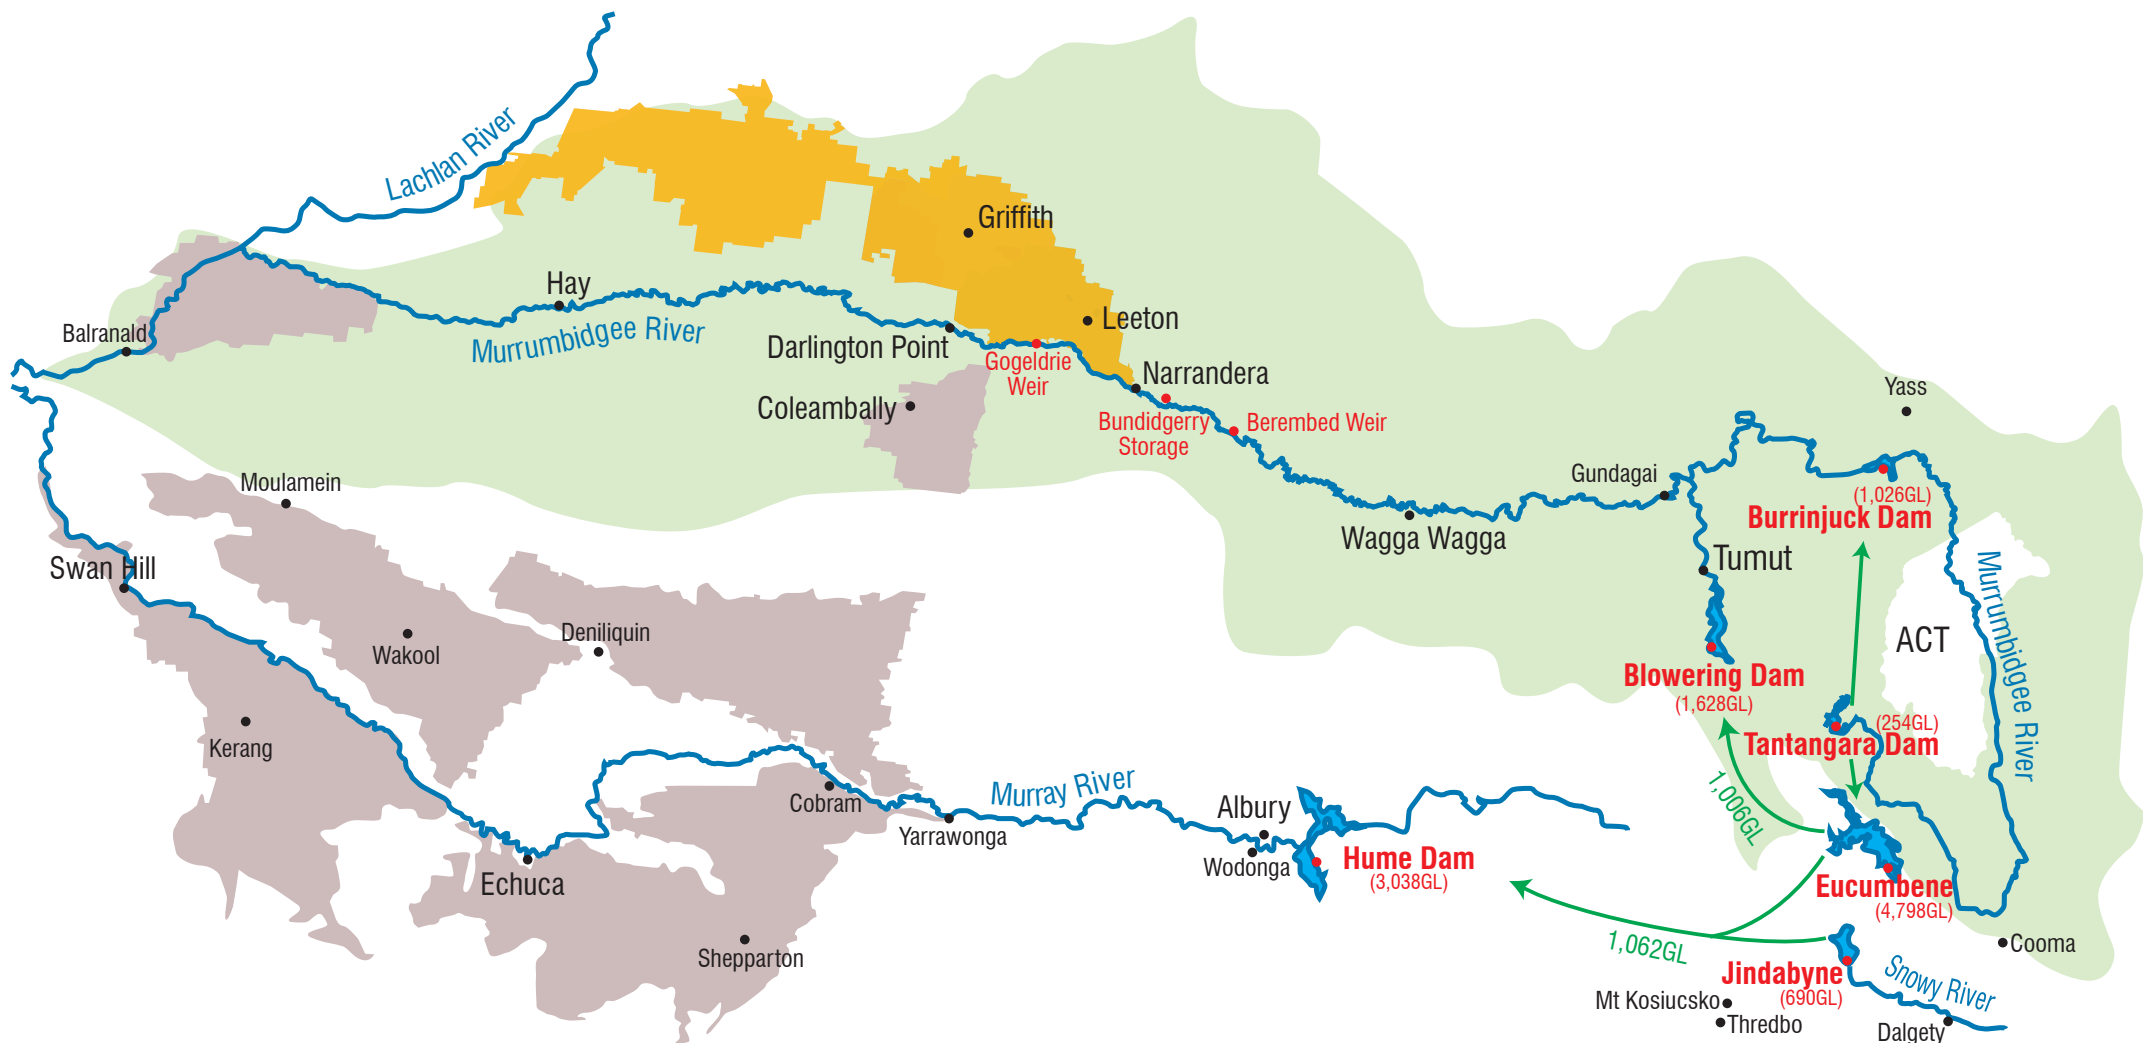 Lachlan River
Griffith
Hay
Leeton
Murrumbidgee River
Balranald
Darlington Point
Gogeldrie
Weir
Narrandera
Coleambally
Bundidgerry
Storage
Berembed Weir
Yass
Moulamein
Gundagai
(1,026GL)
Burrinjuck Dam
Wagga Wagga
Tumut
Swan Hill
Murrumbidgee River
ACT
Deniliquin
Wakool
Blowering Dam
(1,628GL)
(254GL)
Tantangara Dam
Kerang
Murray River
Cobram
Yarrawonga
Albury
Wodonga
1,006GL
Hume Dam
(3,038GL)
Echuca
Eucumbene
(4,798GL)
1,062GL
Shepparton
Cooma
Jindabyne
(690GL)
Snowy River
Mt Kosiucsko
Thredbo
Dalgety